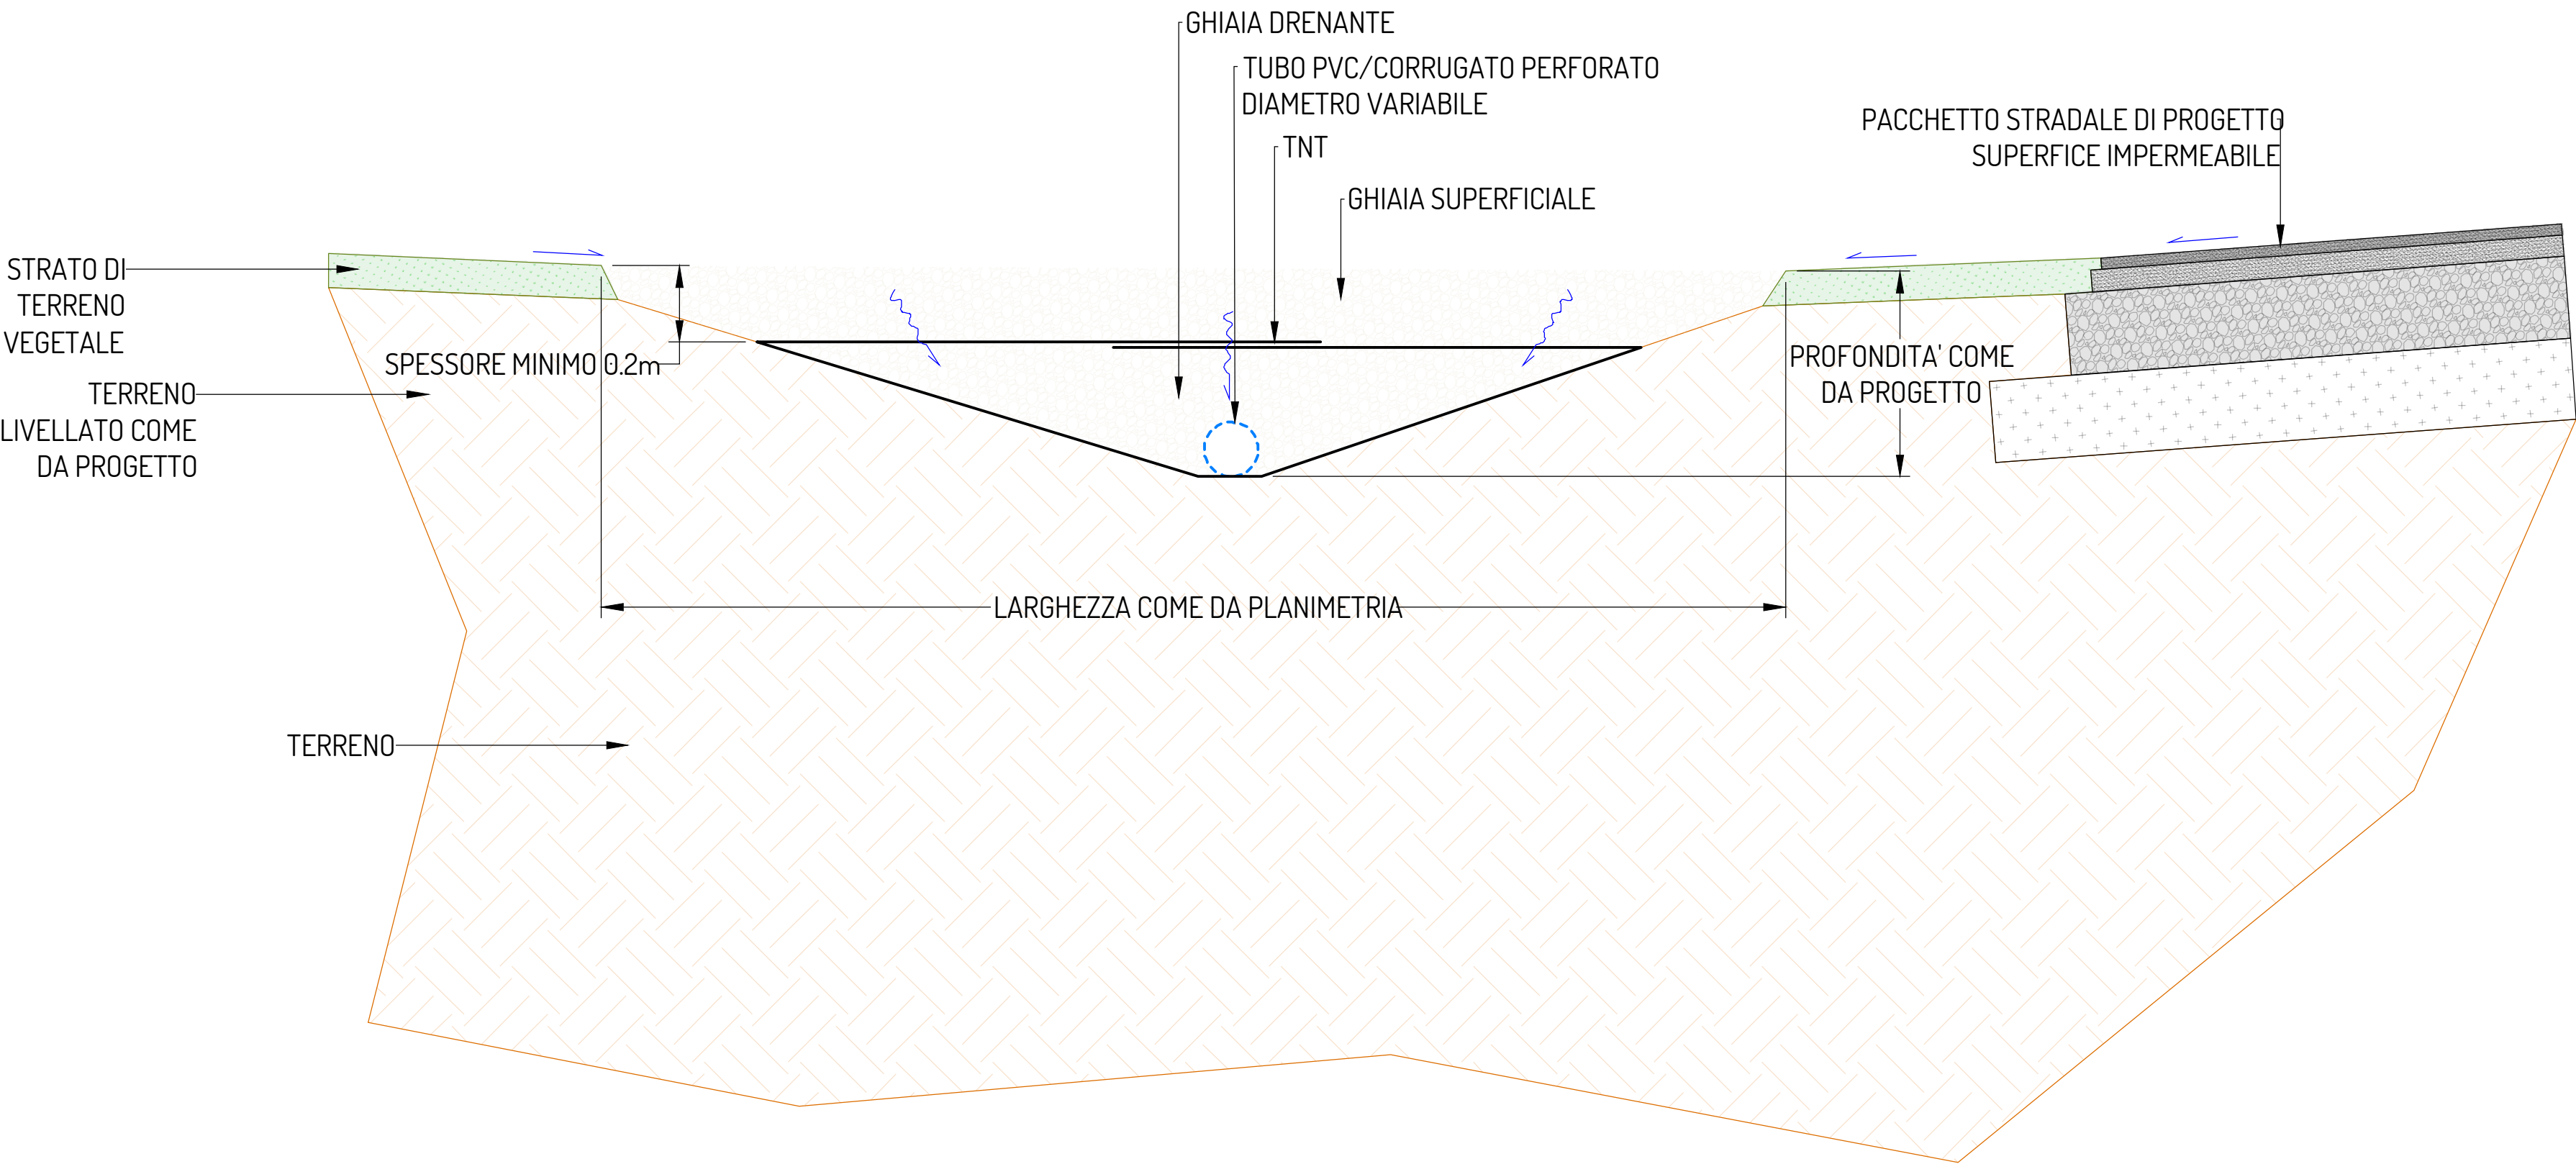 GHIAIA DRENANTE
TUBO PVC/CORRUGATO PERFORATO
DIAMETRO VARIABILE
TNT
GHIAIA SUPERFICIALE
PACCHETTO STRADALE DI PROGETTO
SUPERFICE IMPERMEABILE
STRATO DI
TERRENO
VEGETALE
SPESSORE MINIMO 0.2m
TERRENO
LIVELLATO COME
DA PROGETTO
PROFONDITA' COME
DA PROGETTO
LARGHEZZA COME DA PLANIMETRIA
TERRENO